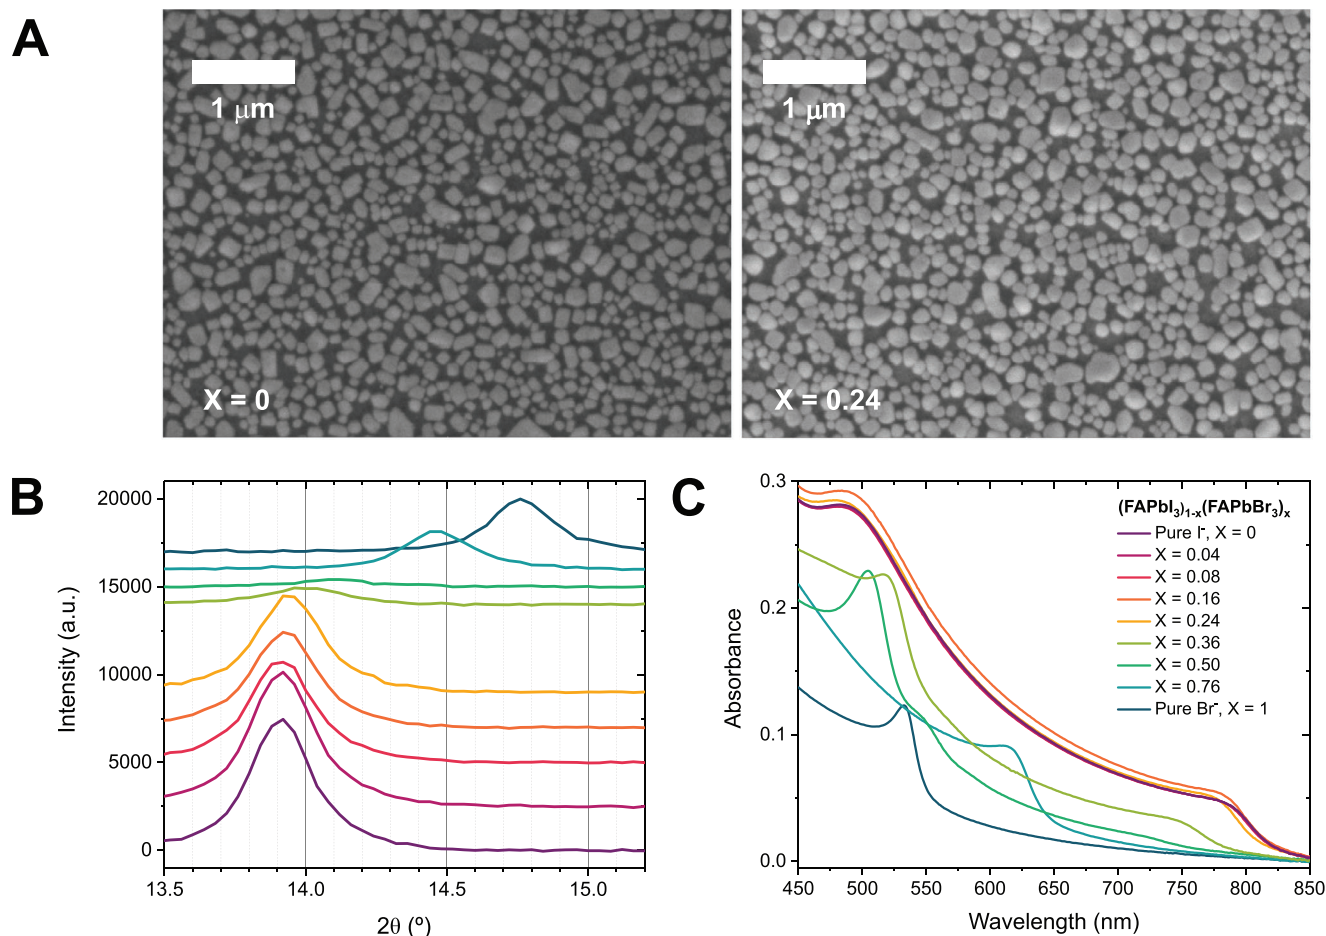 A
1 μm
X = 0
1 μm
X = 0.24
B
20000
15000
10000
5000
0
Intensity (a.u.)
13.5 14.0 14.5 15.0
2θ (º)
C
0.3
0.2
0.1
0.0
Absorbance
(FAPbI₃)₁₋ₓ(FAPbBr₃)ₓ
Pure I⁻, X = 0
X = 0.04
X = 0.08
X = 0.16
X = 0.24
X = 0.36
X = 0.50
X = 0.76
Pure Br⁻, X = 1
450 500 550 600 650 700 750 800 850
Wavelength (nm)